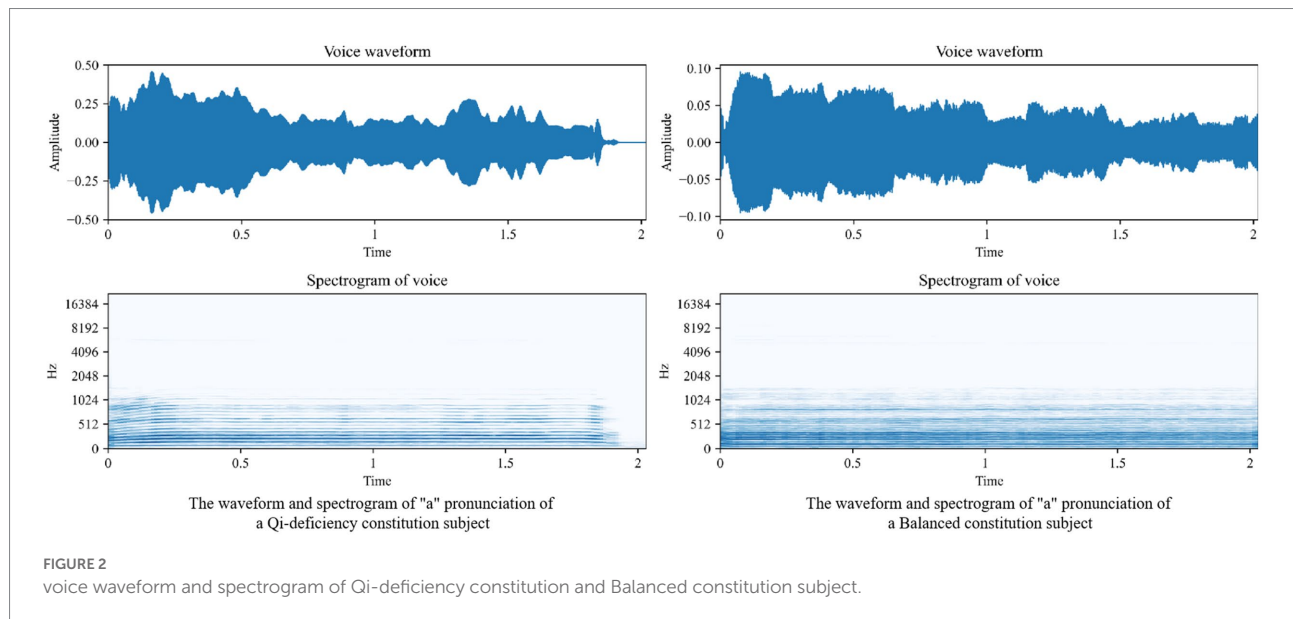 Voice waveform
0.50
0.25
0.00
−0.25
−0.50
Amplitude
0
0.5
1
1.5
2
Time
Voice waveform
0.10
0.05
0.00
−0.05
−0.10
Amplitude
0
0.5
1
1.5
2
Time
Spectrogram of voice
16384
8192
4096
2048
1024
512
0
Hz
0
0.5
1
1.5
2
Time
Spectrogram of voice
16384
8192
4096
2048
1024
512
0
Hz
0
0.5
1
1.5
2
Time
The waveform and spectrogram of "a" pronunciation of
a Qi-deficiency constitution subject
The waveform and spectrogram of "a" pronunciation of
a Balanced constitution subject
FIGURE 2
voice waveform and spectrogram of Qi-deficiency constitution and Balanced constitution subject.